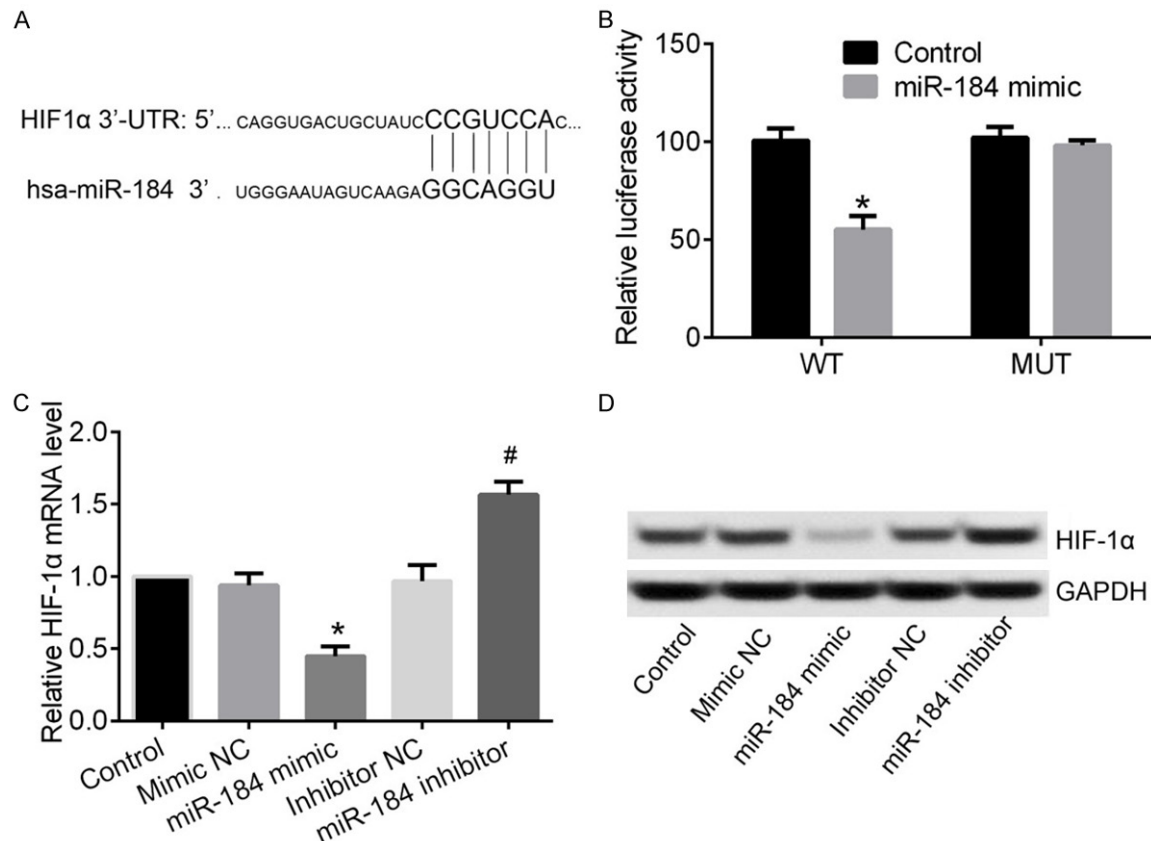 A
HIF1α 3’-UTR: 5’... CAGGUGACUGCUAUCCCGUCCAC...
hsa-miR-184 3’ . UGGGAAUAGUCAAGAGGCAGGU
B
Relative luciferase activity
150
100
50
0
Control
miR-184 mimic
*
WT
MUT
C
Relative HIF-1α mRNA level
2.0
1.5
1.0
0.5
0.0
*
#
Control
Mimic NC
miR-184 mimic
Inhibitor NC
miR-184 inhibitor
D
HIF-1α
GAPDH
Control
Mimic NC
miR-184 mimic
Inhibitor NC
miR-184 inhibitor